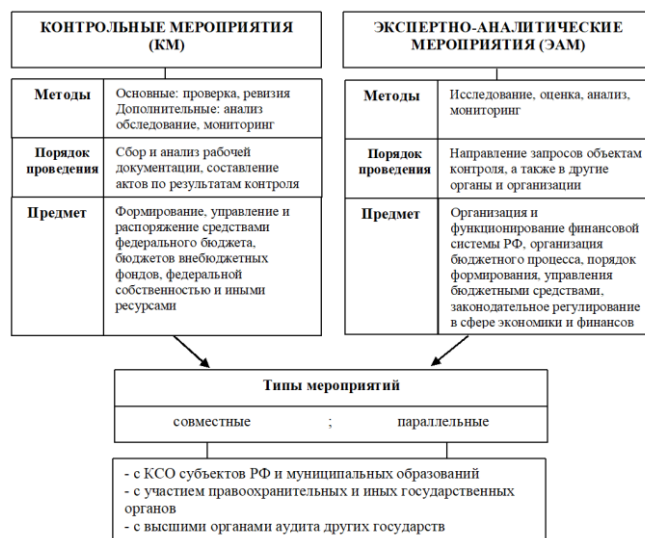 КОНТРОЛЬНЫЕ МЕРОПРИЯТИЯ
(КМ)
Методы
Основные: проверка, ревизия
Дополнительные: анализ
обследование, мониторинг
Порядок
проведения
Сбор и анализ рабочей
документации, составление
актов по результатам контроля
Предмет
Формирование, управление и
распоряжение средствами
федерального бюджета,
бюджетов внебюджетных
фондов, федеральной
собственностью и иными
ресурсами
ЭКСПЕРТНО-АНАЛИТИЧЕСКИЕ
МЕРОПРИЯТИЯ (ЭАМ)
Методы
Исследование, оценка, анализ,
мониторинг
Порядок
проведения
Направление запросов объектам
контроля, а также в другие
органы и организации
Предмет
Организация и
функционирование финансовой
системы РФ, организация
бюджетного процесса, порядок
формирования, управления
бюджетными средствами,
законодательное регулирование
в сфере экономики и финансов
Типы мероприятий
совместные ; параллельные
- с КСО субъектов РФ и муниципальных образований
- с участием правоохранительных и иных государственных
органов
- с высшими органами аудита других государств